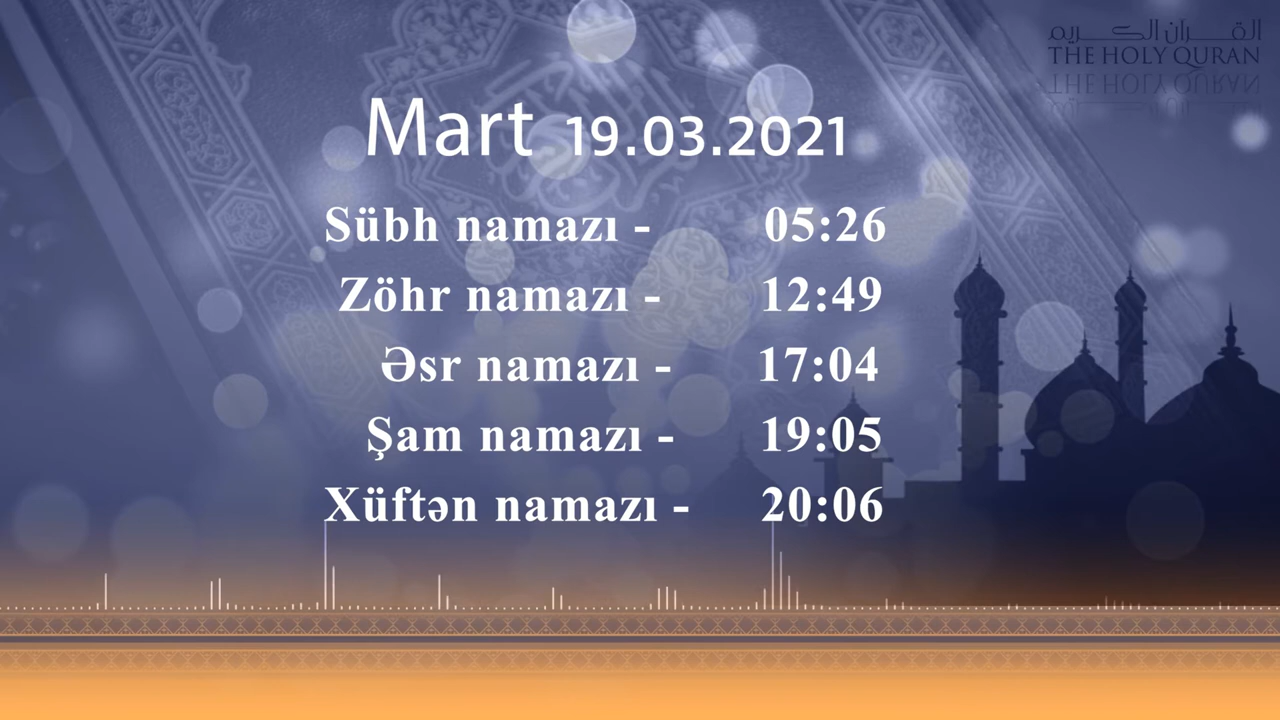 القرآن الكريم
THE HOLY QURAN
Mart 19.03.2021
Sübh namazı - 05:26
Zöhr namazı - 12:49
Əsr namazı - 17:04
Şam namazı - 19:05
Xüftən namazı - 20:06